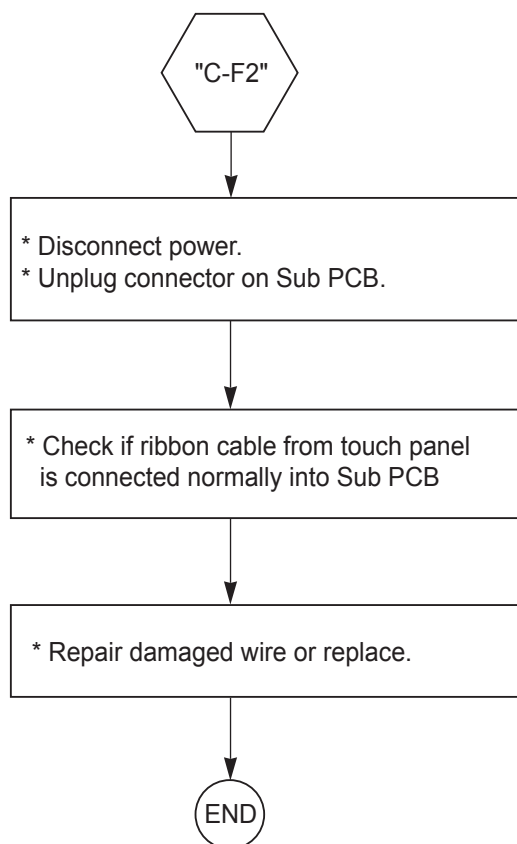 "C-F2"
* Disconnect power.
* Unplug connector on Sub PCB.
* Check if ribbon cable from touch panel
is connected normally into Sub PCB
* Repair damaged wire or replace.
END